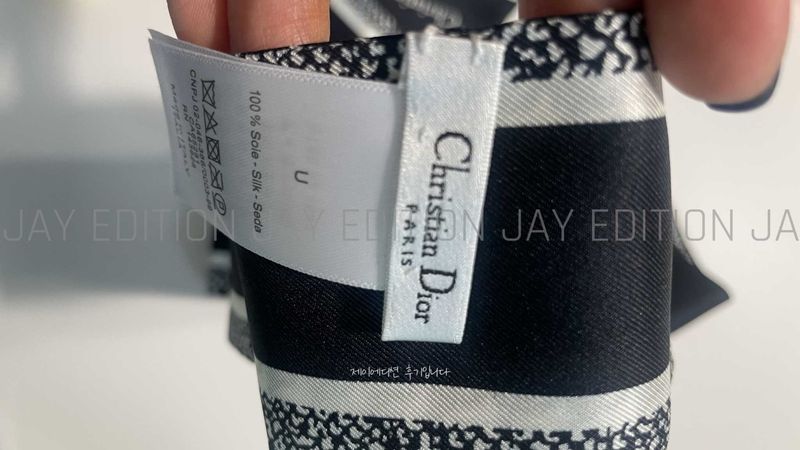 Christian Dior
PARIS
U
100 % Soie - Silk - Seda
JAY EDITION JAY EDITION JAY EDITION JA
제이에디션 후기입니다